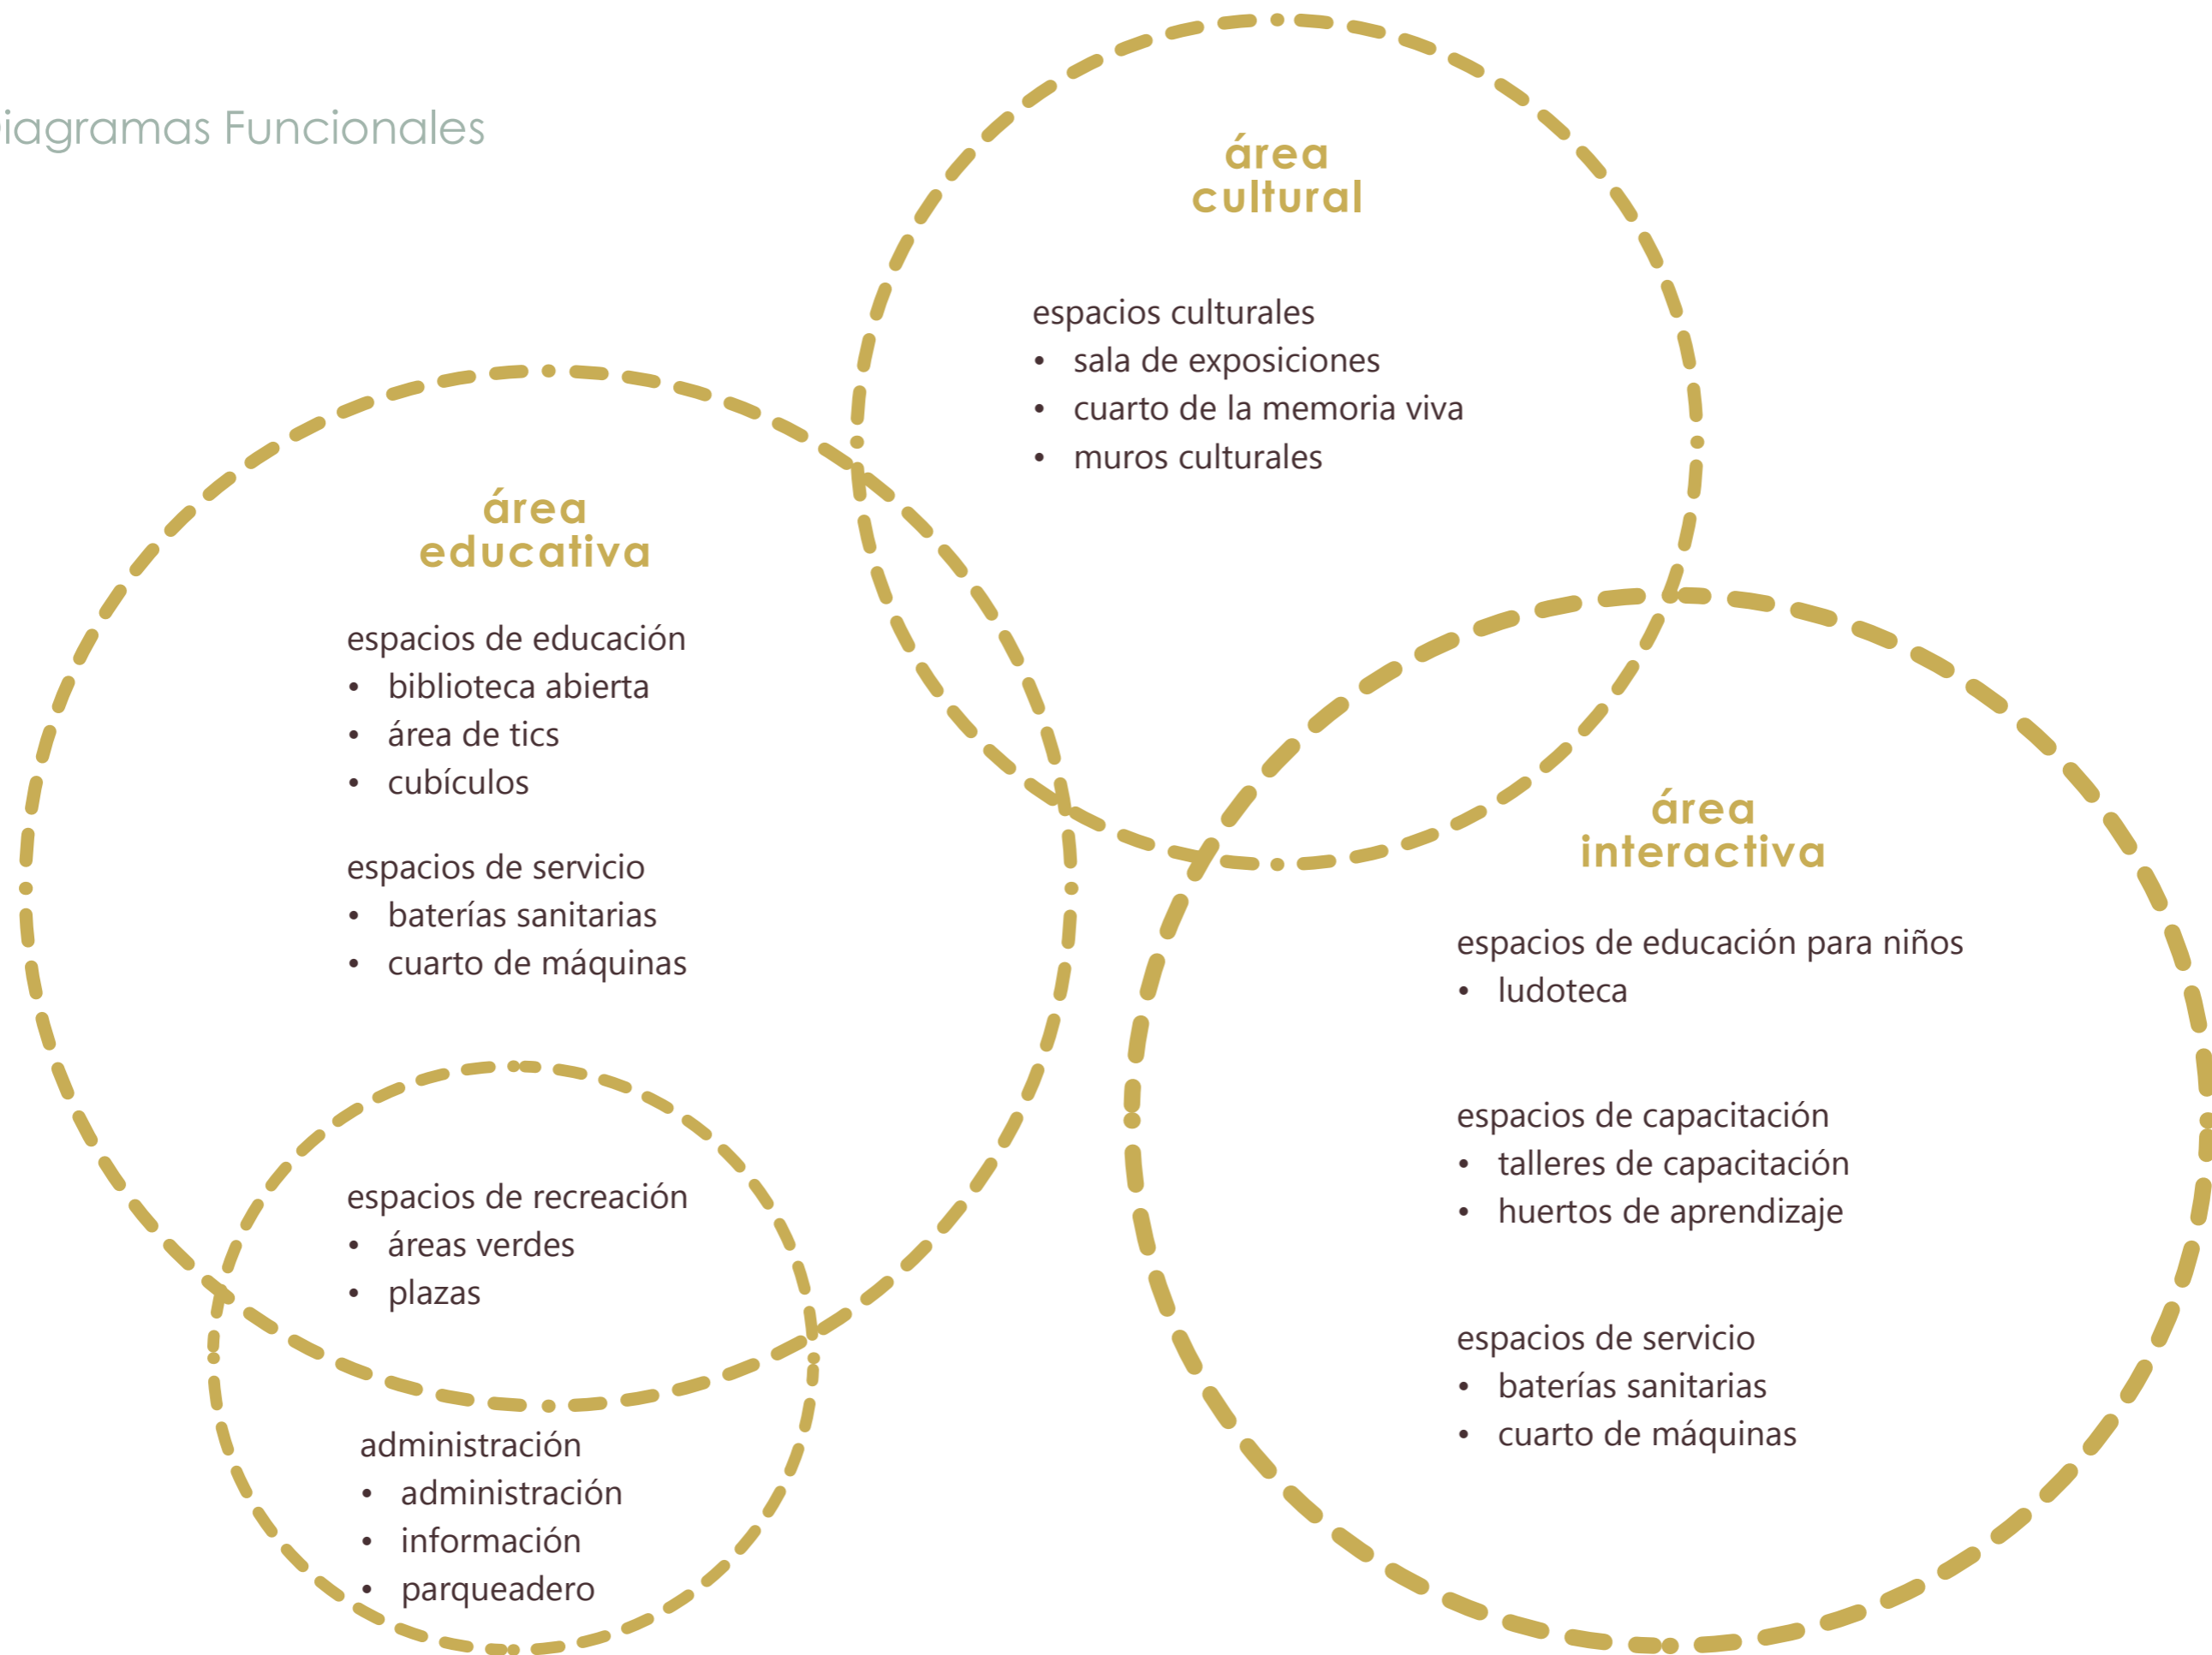 iagramas Funcionales
área
cultural
espacios culturales
• sala de exposiciones
• cuarto de la memoria viva
• muros culturales
área
educativa
espacios de educación
• biblioteca abierta
• área de tics
• cubículos
espacios de servicio
• baterías sanitarias
• cuarto de máquinas
espacios de recreación
• áreas verdes
• plazas
administración
• administración
• información
• parqueadero
área
interactiva
espacios de educación para niños
• ludoteca
espacios de capacitación
• talleres de capacitación
• huertos de aprendizaje
espacios de servicio
• baterías sanitarias
• cuarto de máquinas